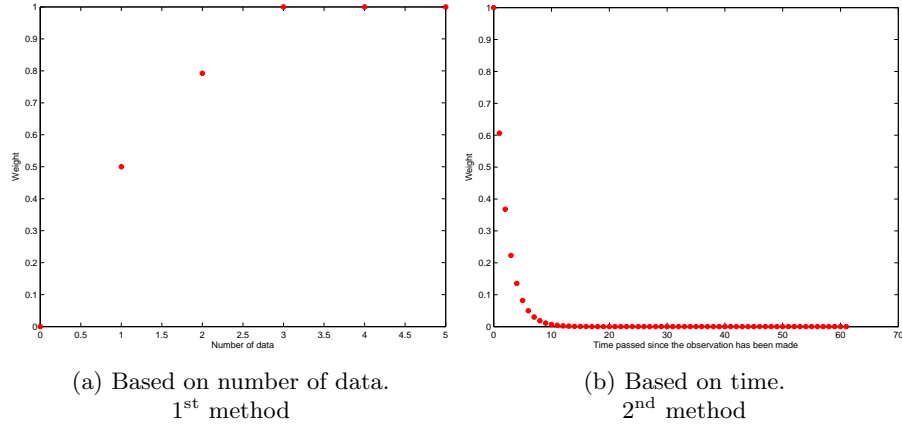 1
0.9
0.8
0.7
0.6
0.5
0.4
0.3
0.2
0.1
0
Weight
0 0.5 1 1.5 2 2.5 3 3.5 4 4.5 5
Number of data
(a) Based on number of data.
1st method
1
0.9
0.8
0.7
0.6
0.5
0.4
0.3
0.2
0.1
0
Weight
0 10 20 30 40 50 60 70
Time passed since the observation has been made
(b) Based on time.
2nd method